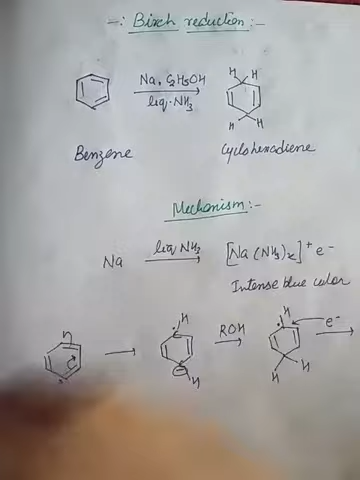 -: Birch reduction:-
Na, C2H5OH
liq. NH3
H H
H H
Benzene
Cyclohexadiene
Mechanism:-
Na liq NH3 [Na (NH3)x]+ e-
Intense blue color
H
H
ROH
H
H H
e-